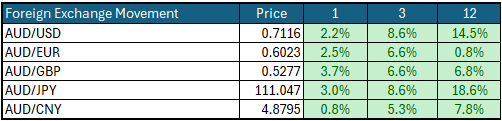 Foreign Exchange Movement Price 1 3 12
AUD/USD 0.7116 2.2% 8.6% 14.5%
AUD/EUR 0.6023 2.5% 6.6% 0.8%
AUD/GBP 0.5277 3.7% 6.6% 6.8%
AUD/JPY 111.047 3.0% 8.6% 18.6%
AUD/CNY 4.8795 0.8% 5.3% 7.8%